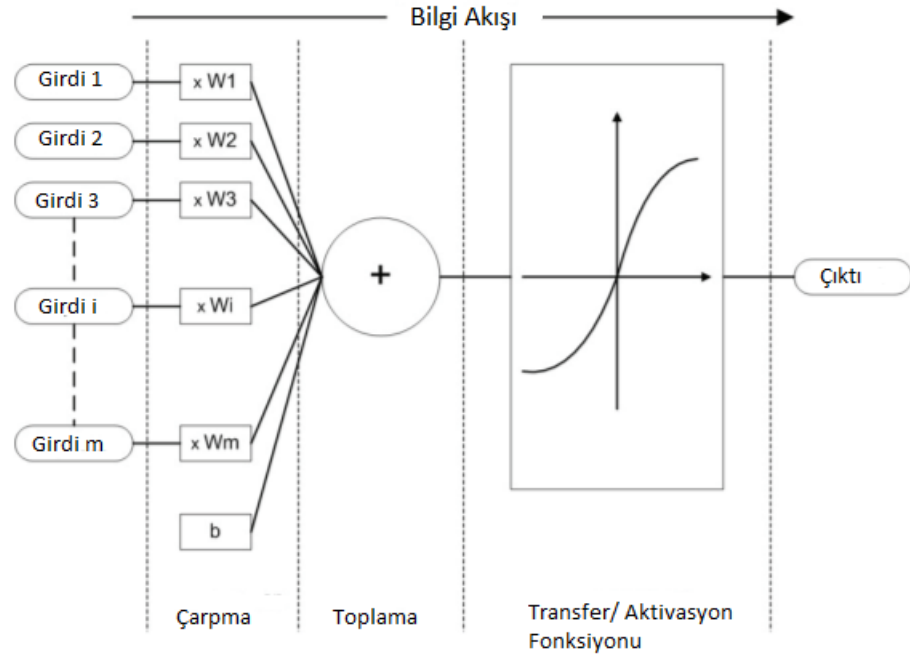 Bilgi Akışı
Girdi 1
x W1
Girdi 2
x W2
Girdi 3
x W3
+
Çıktı
Girdi i
x Wi
Girdi m
x Wm
b
Çarpma
Toplama
Transfer/ Aktivasyon
Fonksiyonu